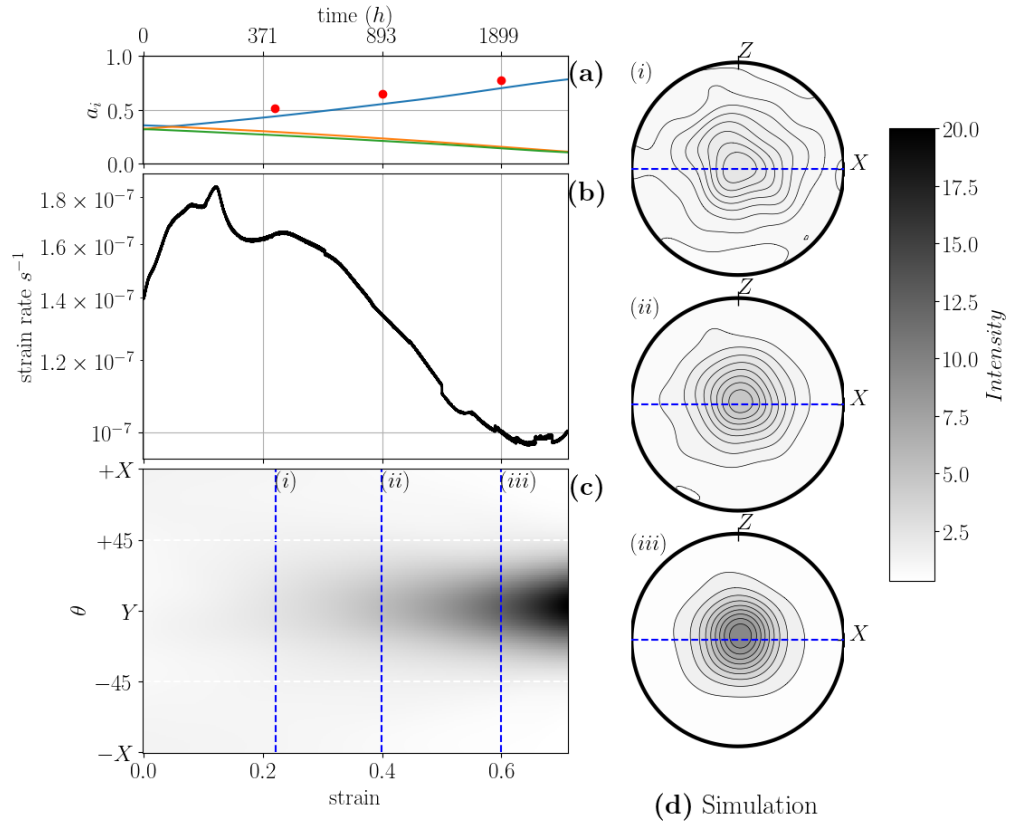 time (h)
0 371 893 1899
1.0
0.5
0.0
a_i
(a)
1.8 × 10⁻⁷
1.6 × 10⁻⁷
1.4 × 10⁻⁷
1.2 × 10⁻⁷
10⁻⁷
strain rate s⁻¹
(b)
+X
+45
Y
−45
−X
θ
(i) (ii) (iii)
(c)
0.0 0.2 0.4 0.6
strain
(i)
Z
X
(ii)
Z
X
(iii)
Z
X
(d) Simulation
20.0
17.5
15.0
12.5
10.0
7.5
5.0
2.5
Intensity